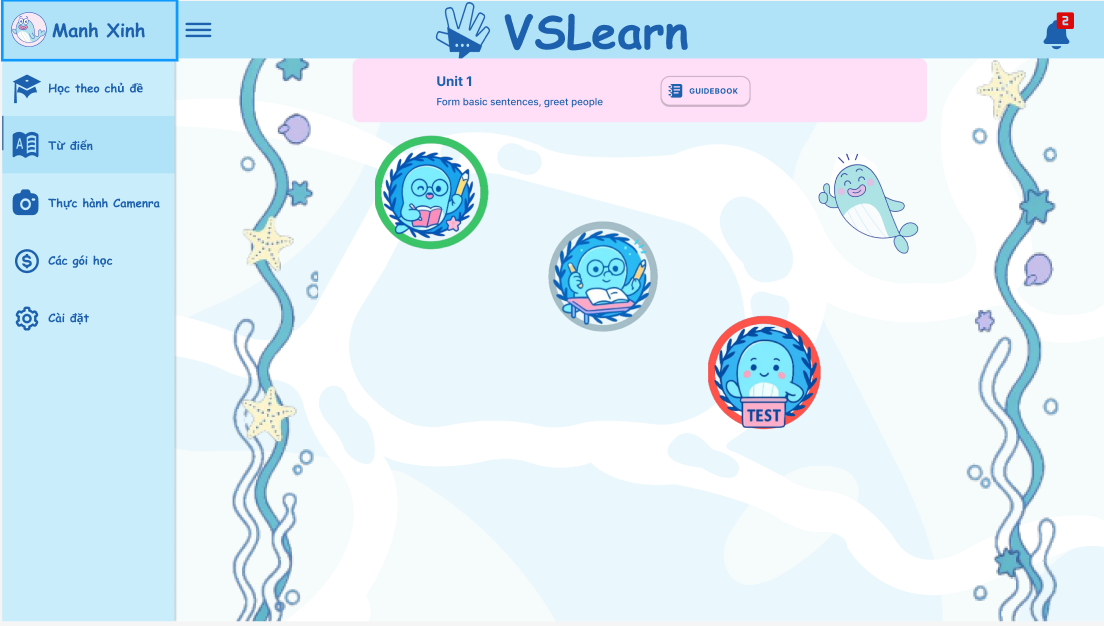 Manh Xinh
VSLearn
2
Học theo chủ đề
Từ điển
Thực hành Camenra
Các gói học
Cài đặt
Unit 1
Form basic sentences, greet people
GUIDEBOOK
TEST